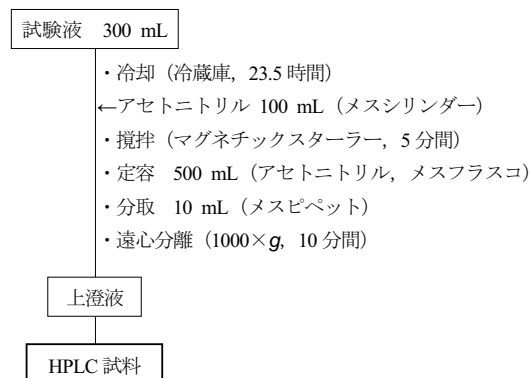 試験液 300 mL
・冷却（冷蔵庫，23.5 時間）
←アセトニトリル 100 mL（メスシリンダー）
・撹拌（マグネチックスターラー，5 分間）
・定容 500 mL（アセトニトリル，メスフラスコ）
・分取 10 mL（メスピペット）
・遠心分離（1000×g，10 分間）
上澄液
HPLC 試料